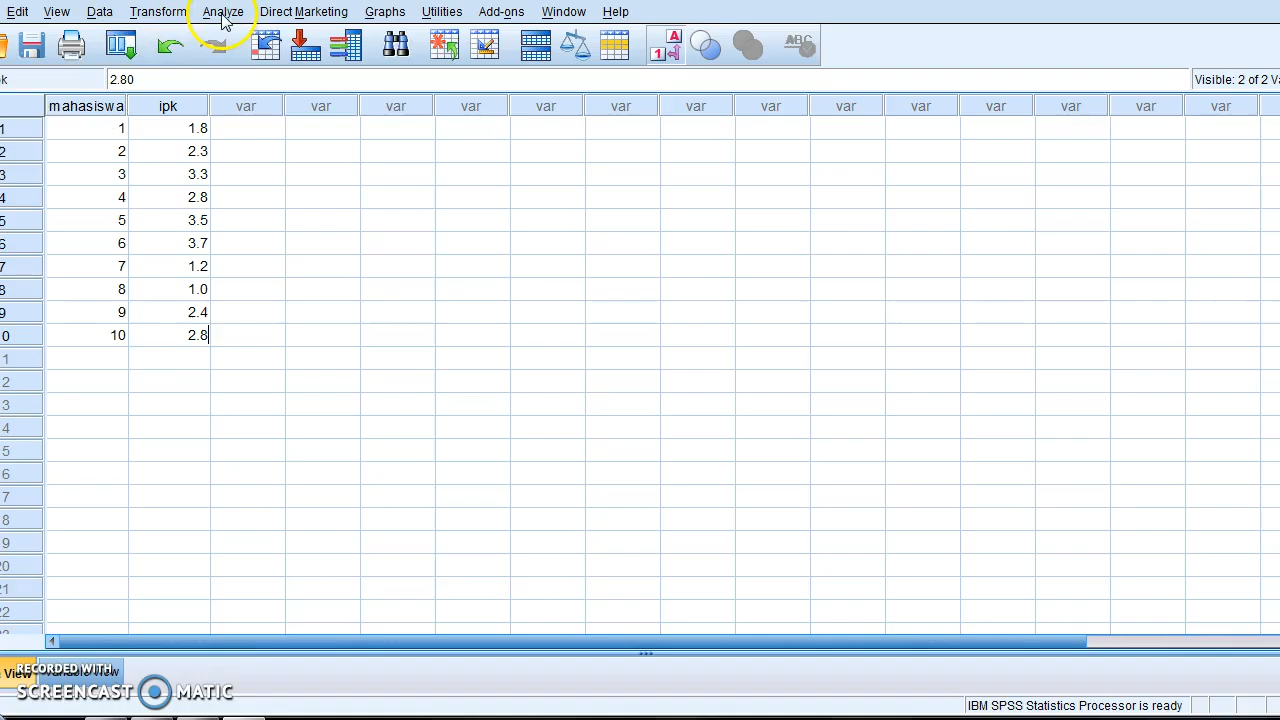 Edit View Data Transform Analyze Direct Marketing Graphs Utilities Add-ons Window Help
2.80 Visible: 2 of 2 Va
mahasiswa ipk var var var var var var var var var var var var var var
1 1 1.8
2 2 2.3
3 3 3.3
4 4 2.8
5 5 3.5
6 6 3.7
7 7 1.2
8 8 1.0
9 9 2.4
0 10 2.8
1
2
3
4
5
6
7
8
9
20
21
22
View Variable View
RECORDED WITH
SCREENCAST MATIC
IBM SPSS Statistics Processor is ready